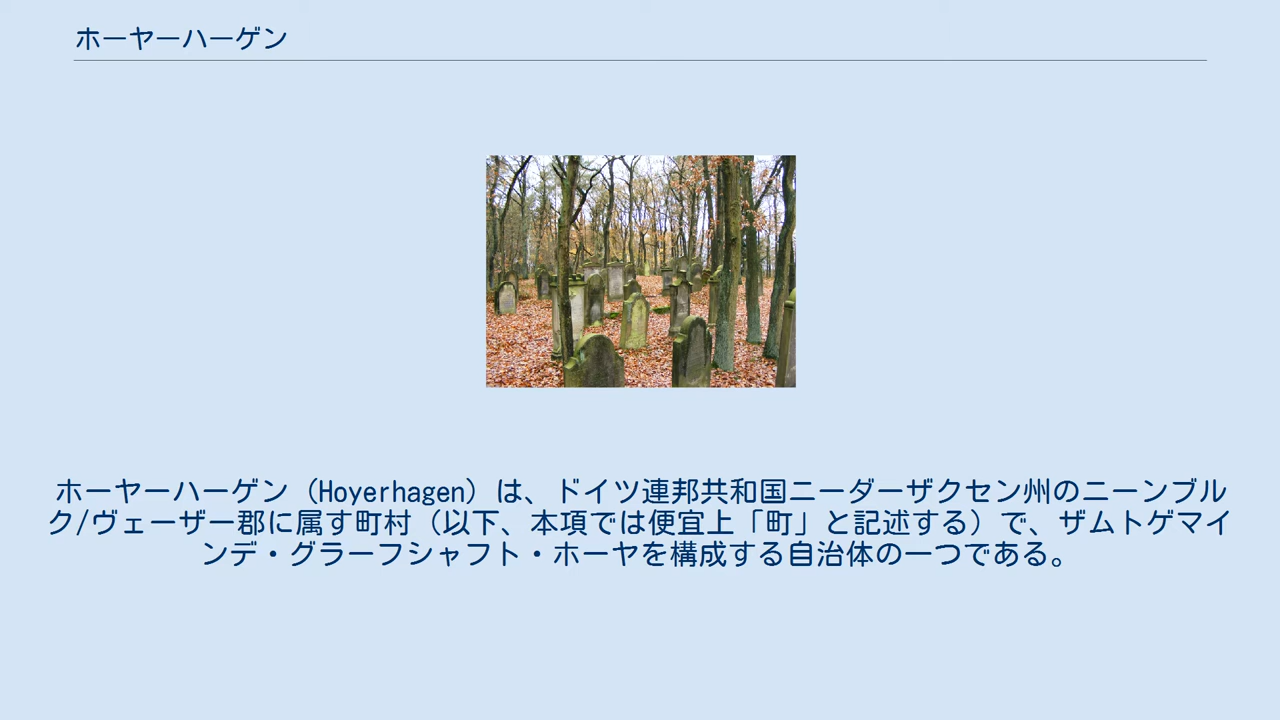 ホーヤーハーゲン
ホーヤーハーゲン（Hoyerhagen）は、ドイツ連邦共和国ニーダーザクセン州のニーンブル
ク/ヴェーザー郡に属す町村（以下、本項では便宜上「町」と記述する）で、ザムトゲマイ
ンデ・グラーフシャフト・ホーヤを構成する自治体の一つである。